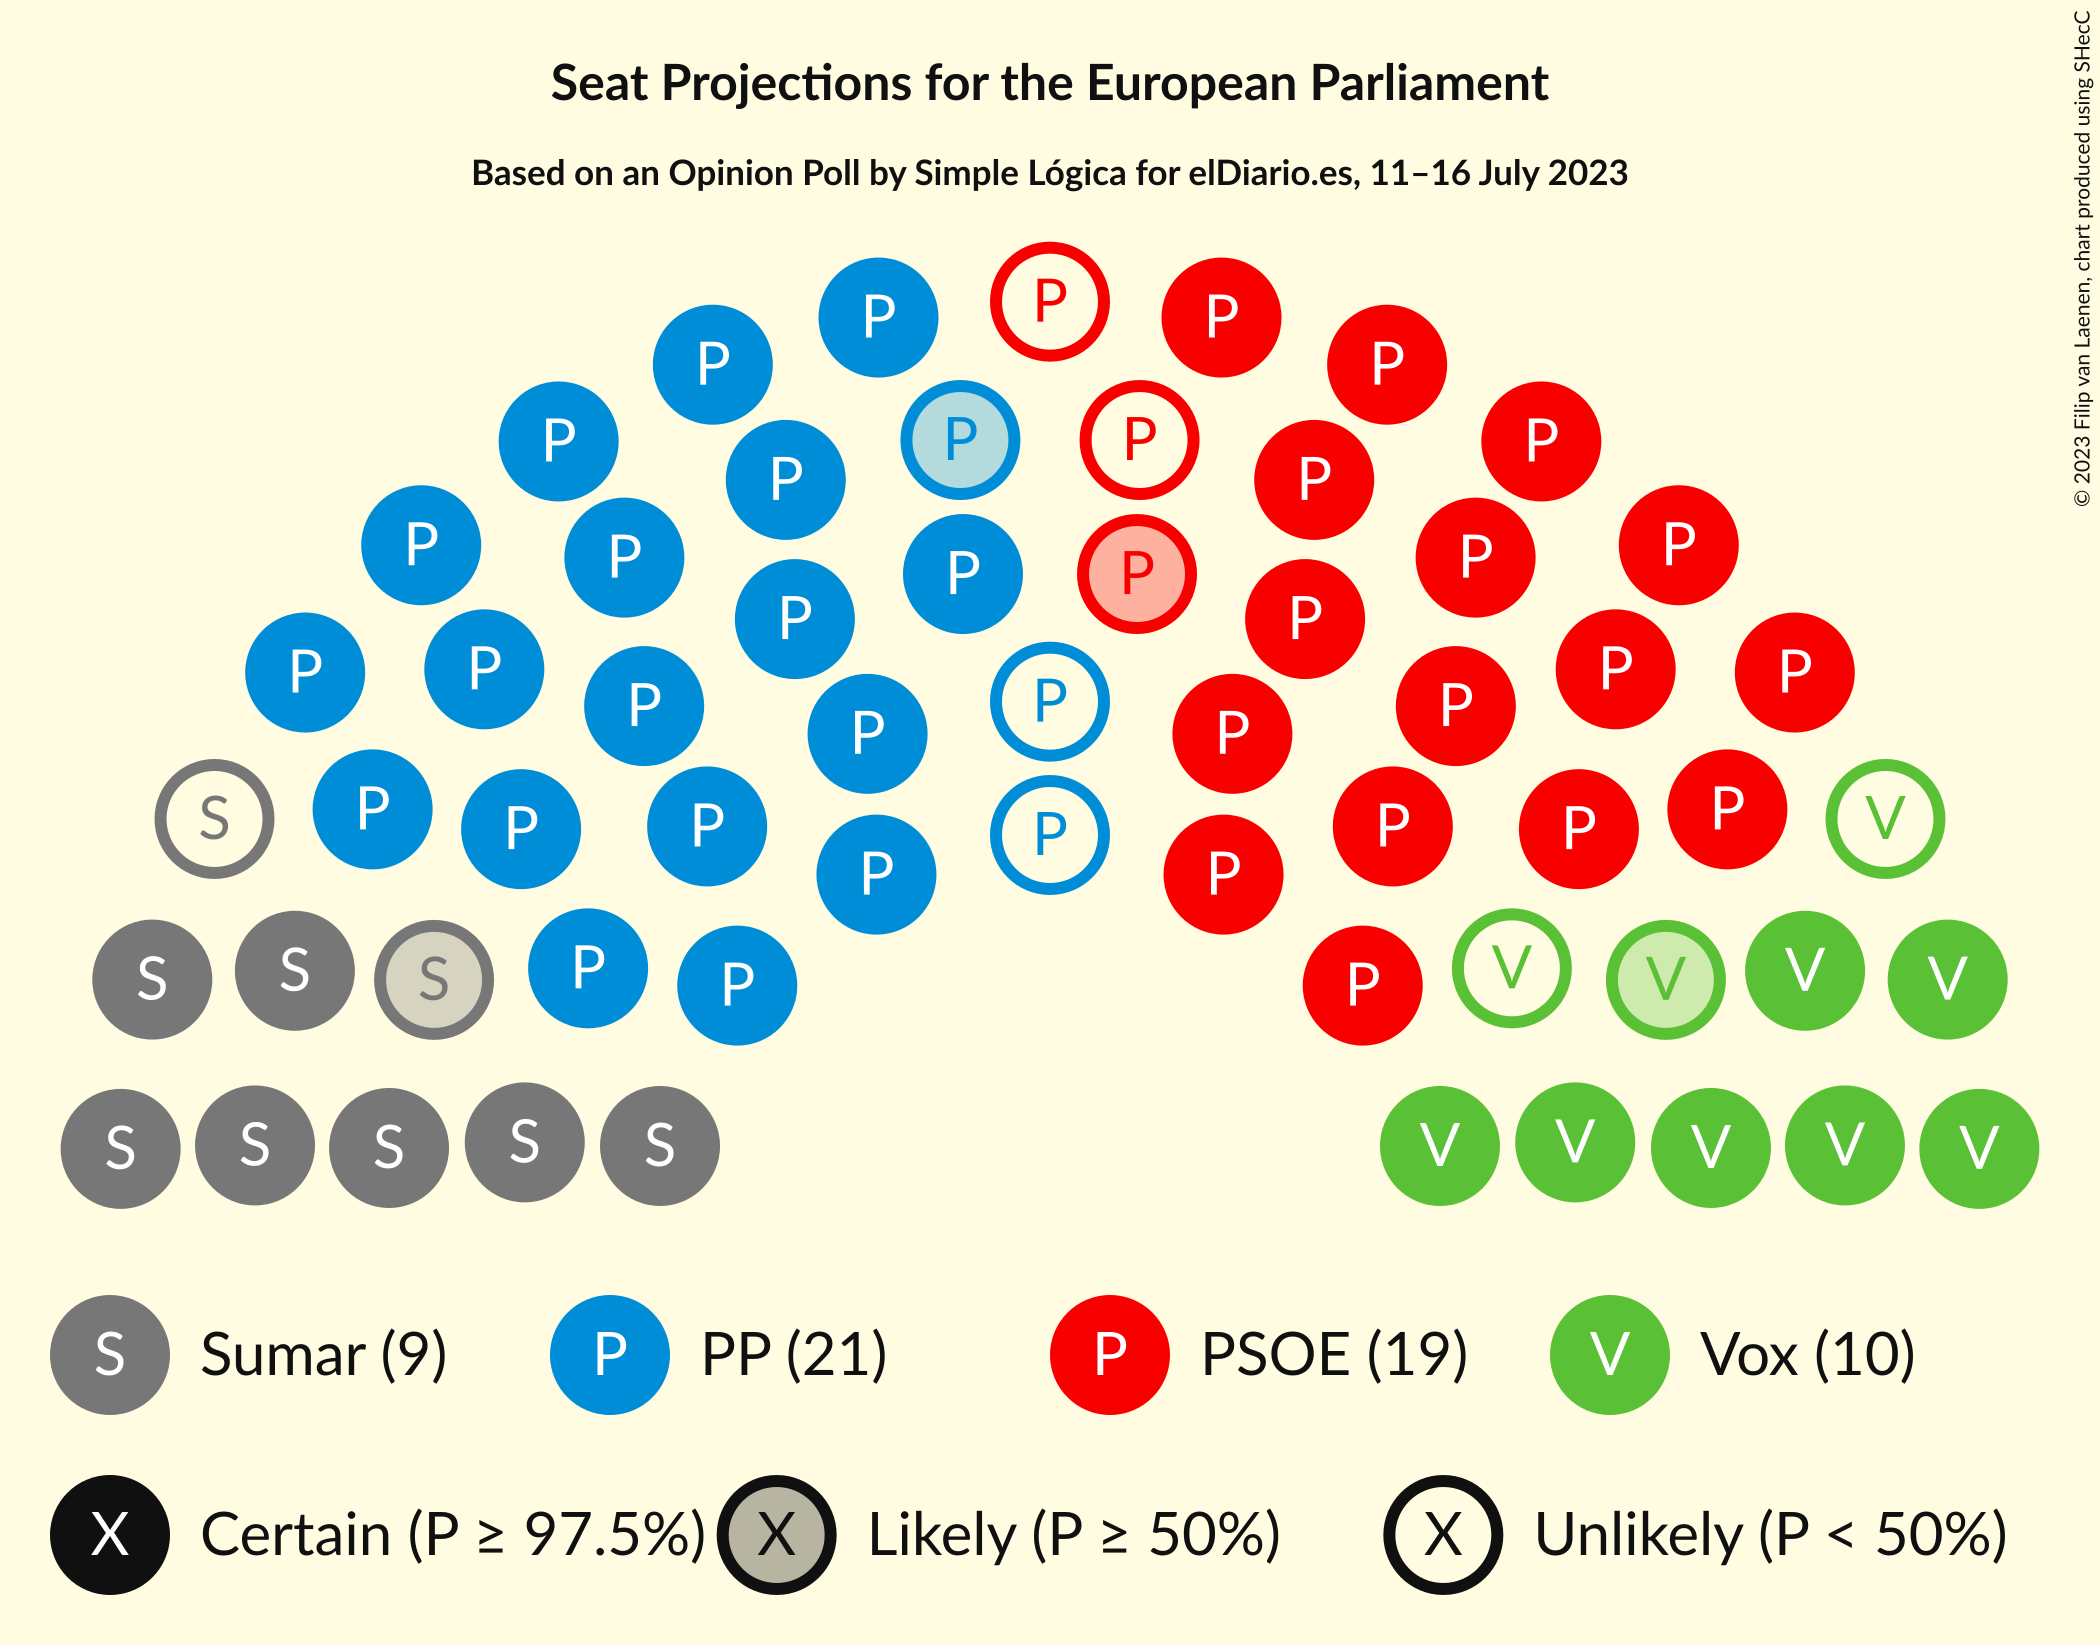 Seat Projections for the European Parliament
Based on an Opinion Poll by Simple Lógica for elDiario.es, 11–16 July 2023
© 2023 Filip van Laenen, chart produced using SHecC
P
P P
P P
P P
P P
P P
P P
P P
P P
P P
P
P P
P P
P P
P P
P P
P P
S V
P P
P P
P P
P
P P
S S S P P P V V V V
S S S S S V V V V V
S Sumar (9) P PP (21) P PSOE (19) V Vox (10)
X Certain (P ≥ 97.5%) X Likely (P ≥ 50%) X Unlikely (P < 50%)